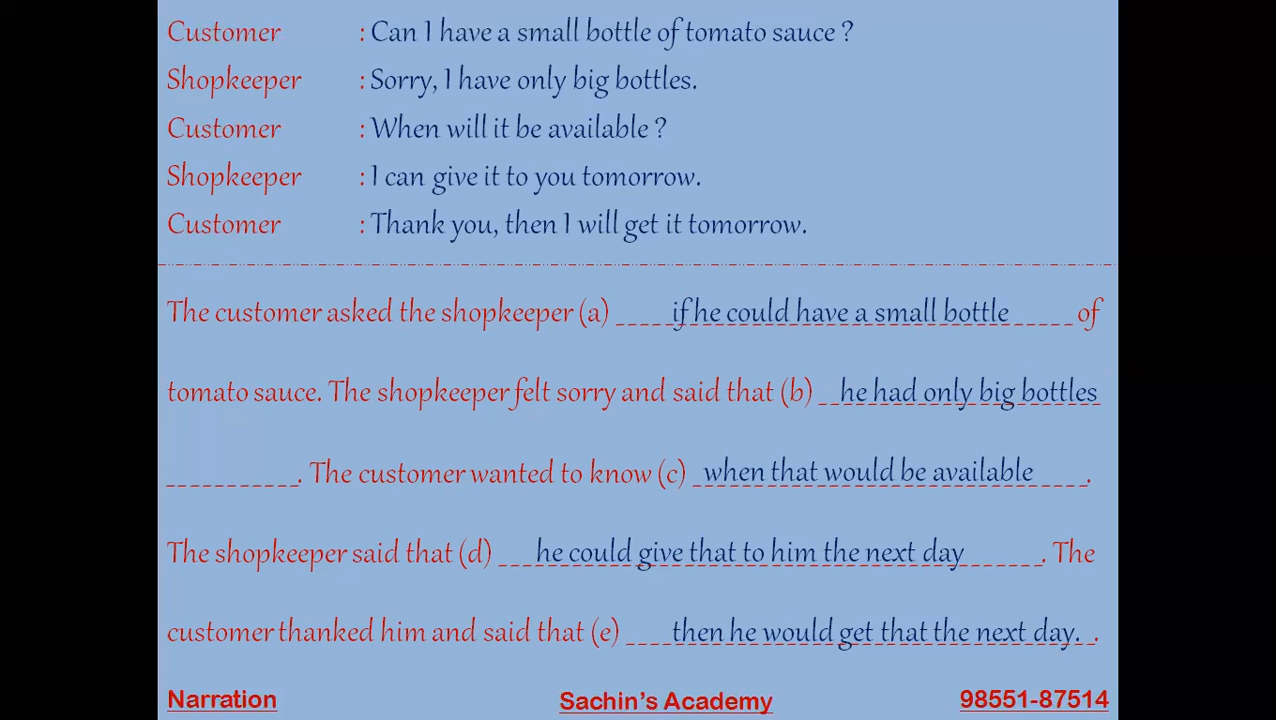 Customer : Can I have a small bottle of tomato sauce ?
Shopkeeper : Sorry, I have only big bottles.
Customer : When will it be available ?
Shopkeeper : I can give it to you tomorrow.
Customer : Thank you, then I will get it tomorrow.
The customer asked the shopkeeper (a) _____if he could have a small bottle_____ of
tomato sauce. The shopkeeper felt sorry and said that (b) __he had only big bottles
___________. The customer wanted to know (c) _when that would be available____.
The shopkeeper said that (d) ___he could give that to him the next day______. The
customer thanked him and said that (e) ____then he would get that the next day._.
Narration Sachin's Academy 98551-87514